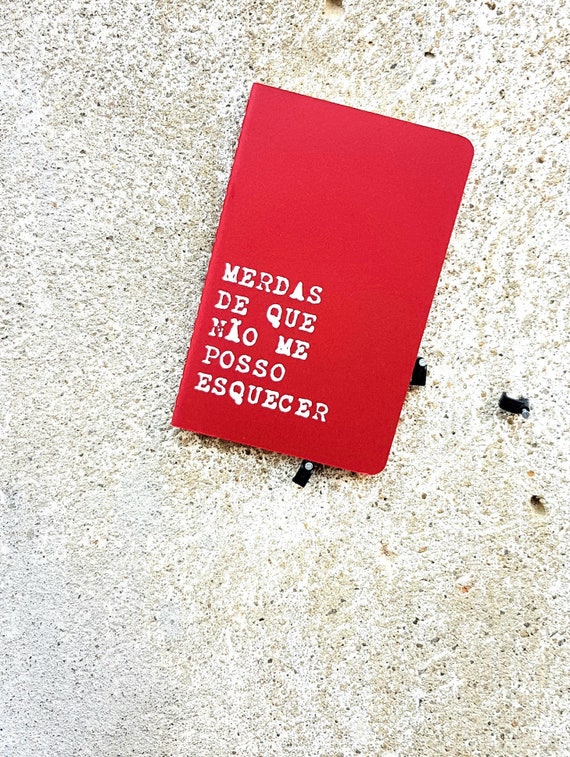 MERDAS
DE QUE
NÃO ME
POSSO
ESQUECER